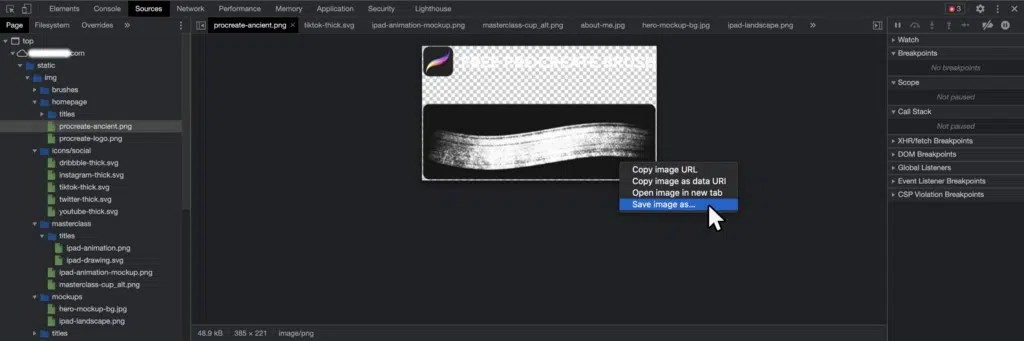 Elements Console Sources Network Performance Memory Application Security Lighthouse 3
Page Filesystem Overrides »
procreate-ancient.png × tiktok-thick.svg ipad-animation-mockup.png masterclass-cup_alt.png about-me.jpg hero-mockup-bg.jpg ipad-landscape.png »
top
.com
static
img
brushes
homepage
titles
procreate-ancient.png
procreate-logo.png
icons/social
dribbble-thick.svg
Instagram-thick.svg
tiktok-thick.svg
twitter-thick.svg
youtube-thick.svg
masterclass
titles
ipad-animation.png
ipad-drawing.svg
ipad-animation-mockup.png
masterclass-cup_alt.png
mockups
hero-mockup-bg.jpg
ipad-landscape.png
titles
FREE PROCREATE BRUSH
Copy image URL
Copy image as data URI
Open image in new tab
Save image as...
48.9 kB 385 × 221 image/png
Watch
Breakpoints
No breakpoints
Scope
Not paused
Call Stack
Not paused
XHR/fetch Breakpoints
DOM Breakpoints
Global Listeners
Event Listener Breakpoints
CSP Violation Breakpoints